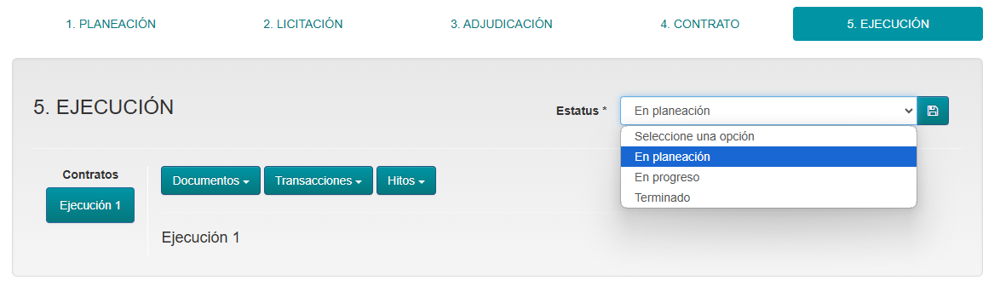 1. PLANEACIÓN 2. LICITACIÓN 3. ADJUDICACIÓN 4. CONTRATO 5. EJECUCIÓN
5. EJECUCIÓN
Estatus * En planeación
Seleccione una opción
En planeación
En progreso
Terminado
Contratos
Ejecución 1
Documentos Transacciones Hitos
Ejecución 1